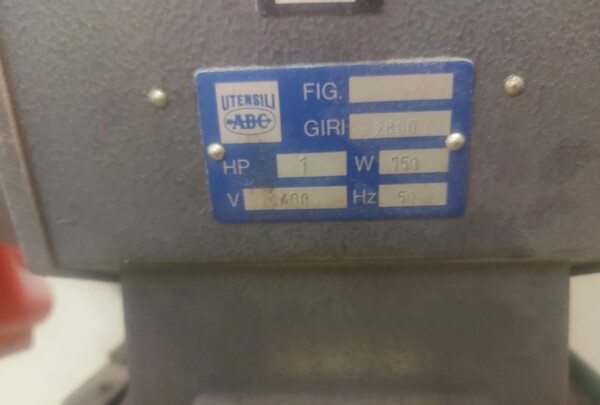 UTENSILI
ABC
FIG.
GIRI 2800
HP 1 W 750
V 400 Hz 50